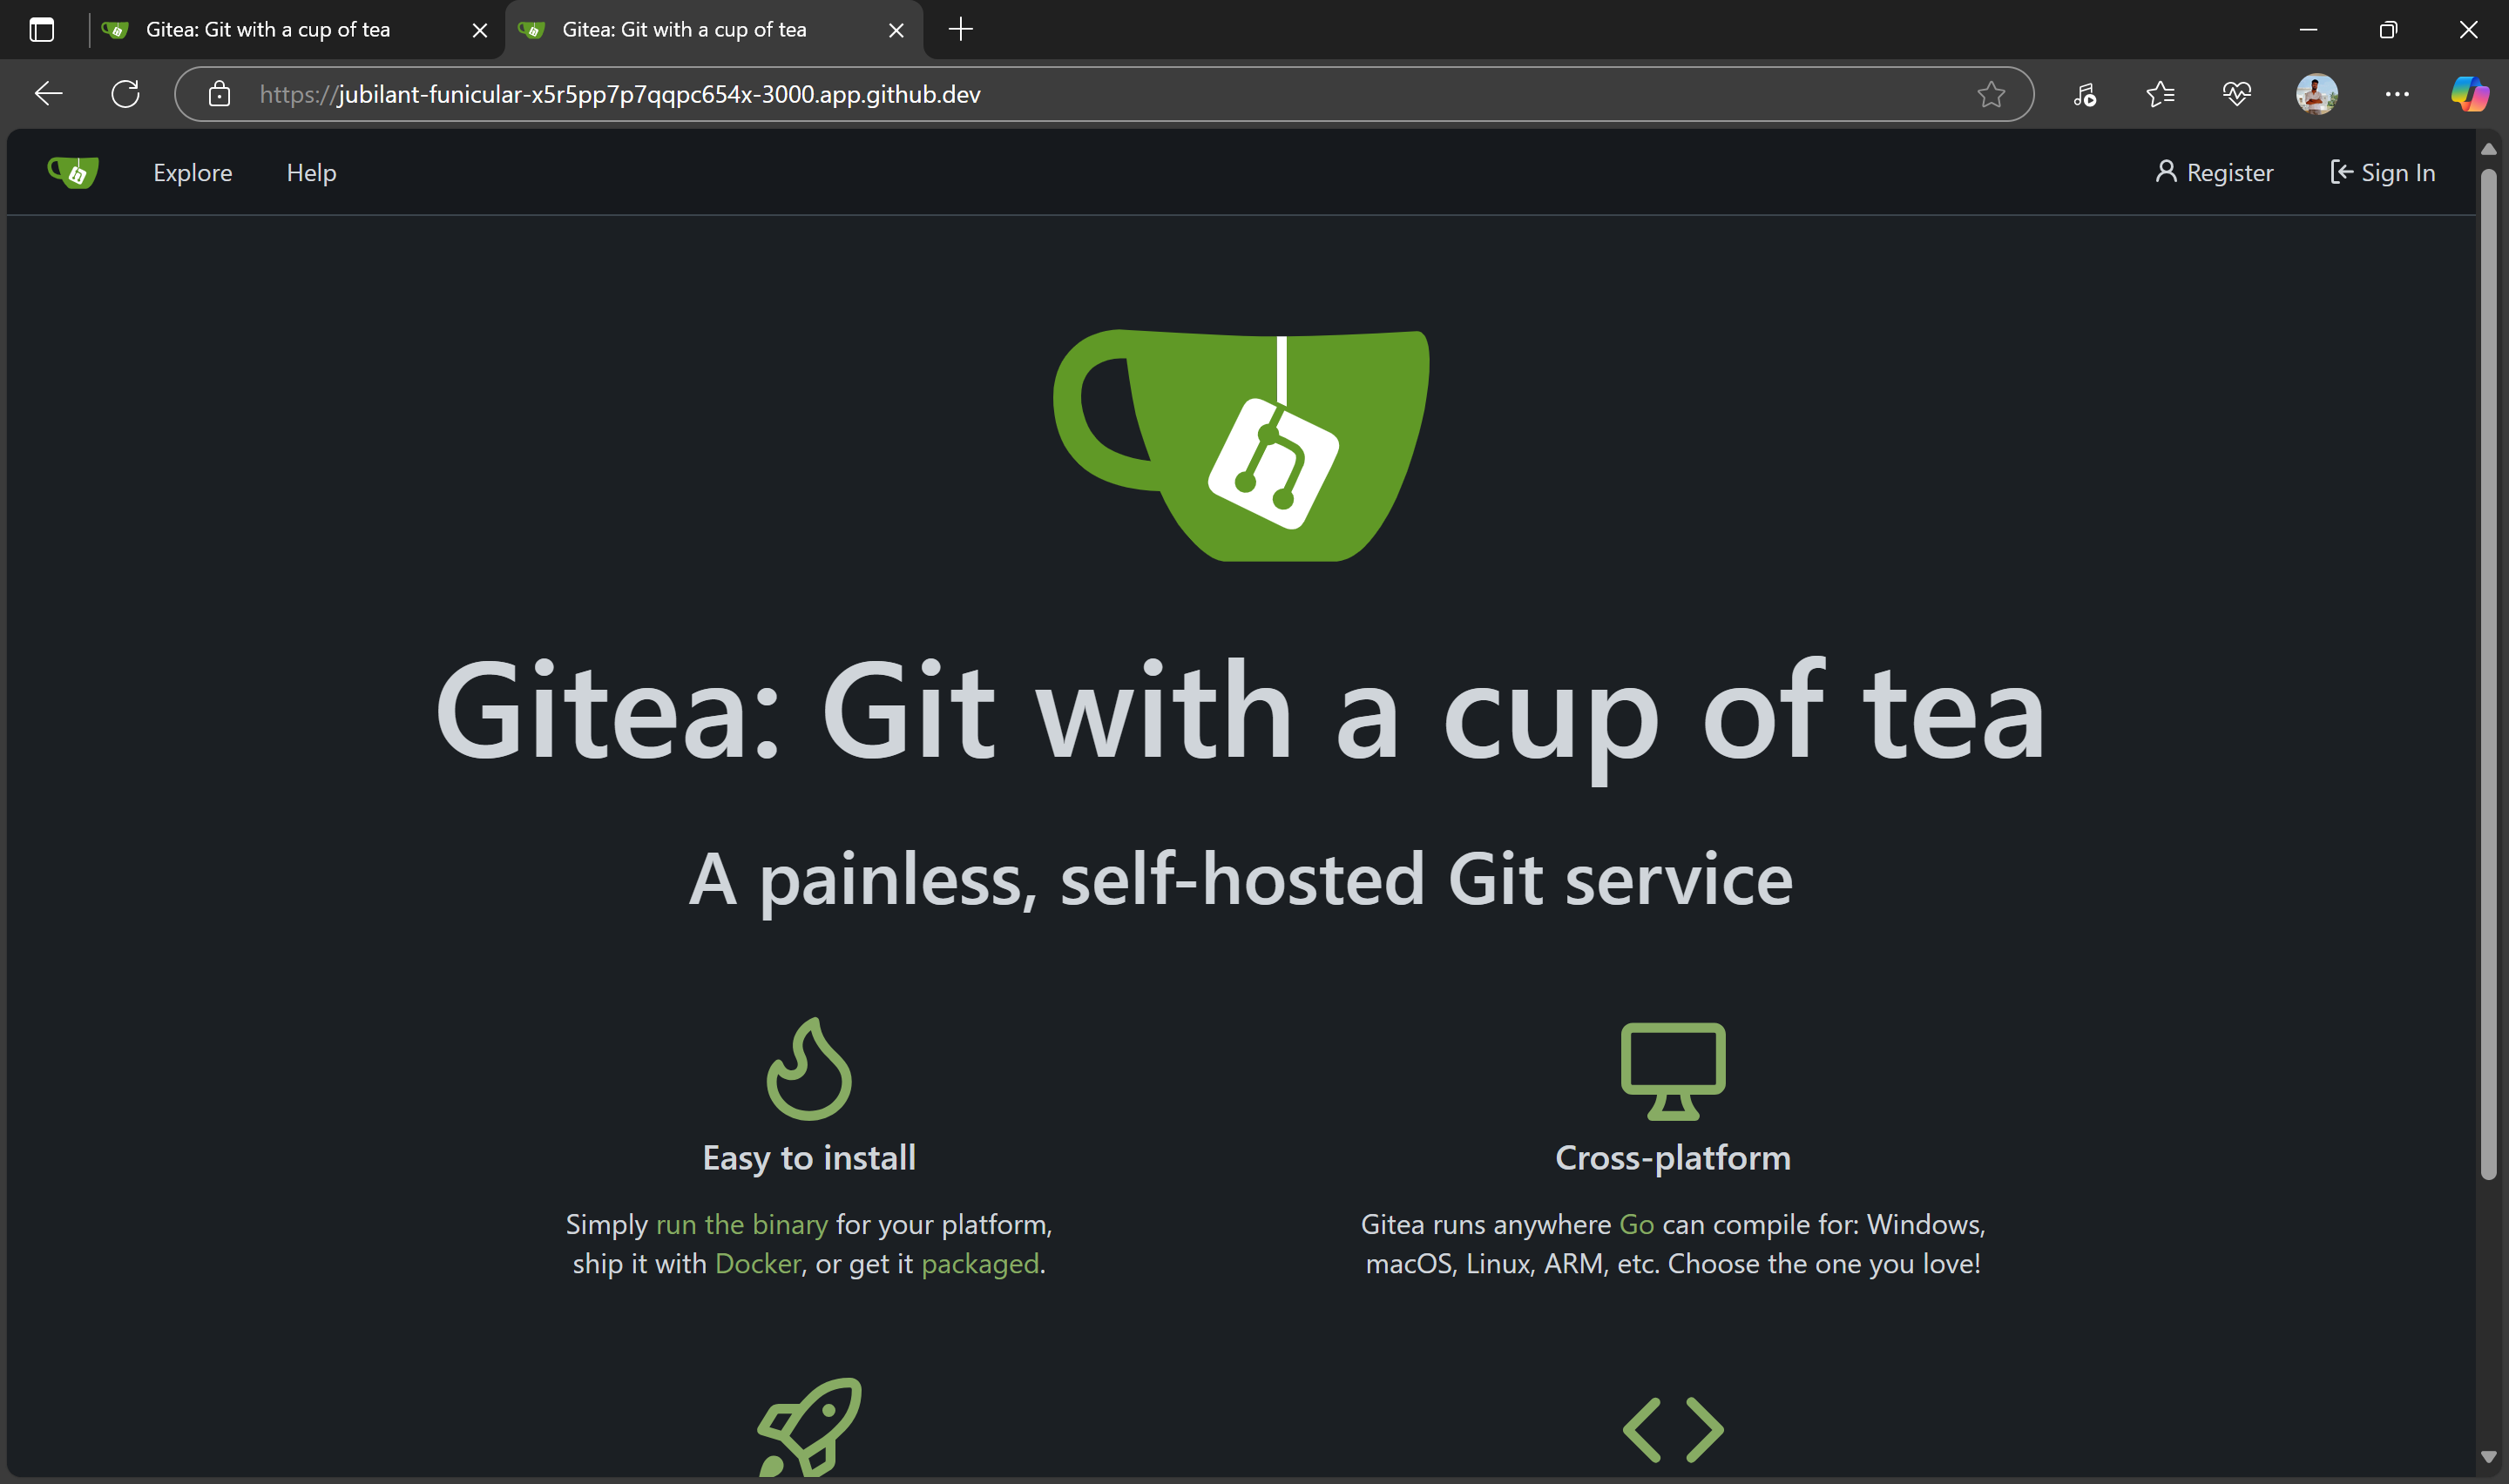 Gitea: Git with a cup of tea
Gitea: Git with a cup of tea
https://jubilant-funicular-x5r5pp7p7qqpc654x-3000.app.github.dev
Explore Help Register Sign In
Gitea: Git with a cup of tea
A painless, self-hosted Git service
Easy to install
Simply run the binary for your platform,
ship it with Docker, or get it packaged.
Cross-platform
Gitea runs anywhere Go can compile for: Windows,
macOS, Linux, ARM, etc. Choose the one you love!